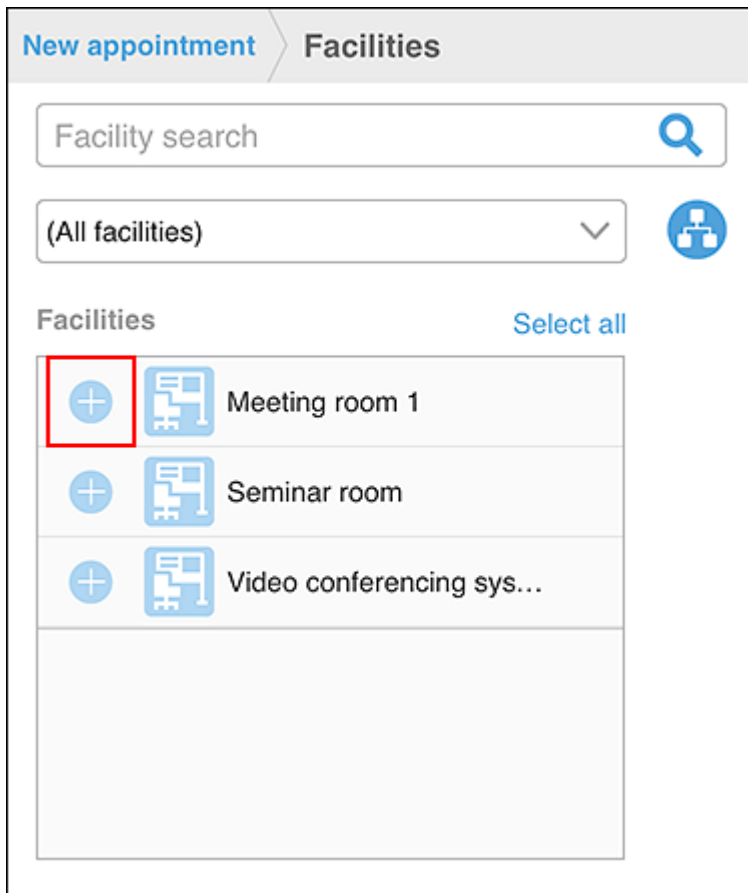 New appointment Facilities
Facility search
(All facilities)
Facilities Select all
Meeting room 1
Seminar room
Video conferencing sys...